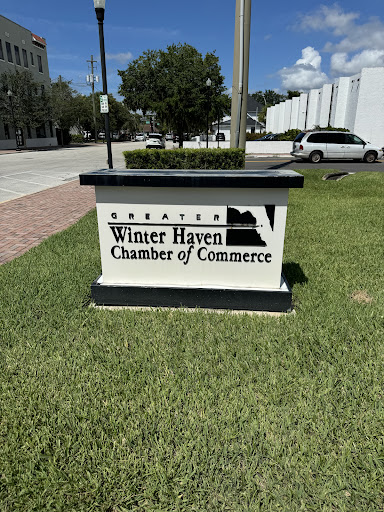 GREATER
Winter Haven
Chamber of Commerce